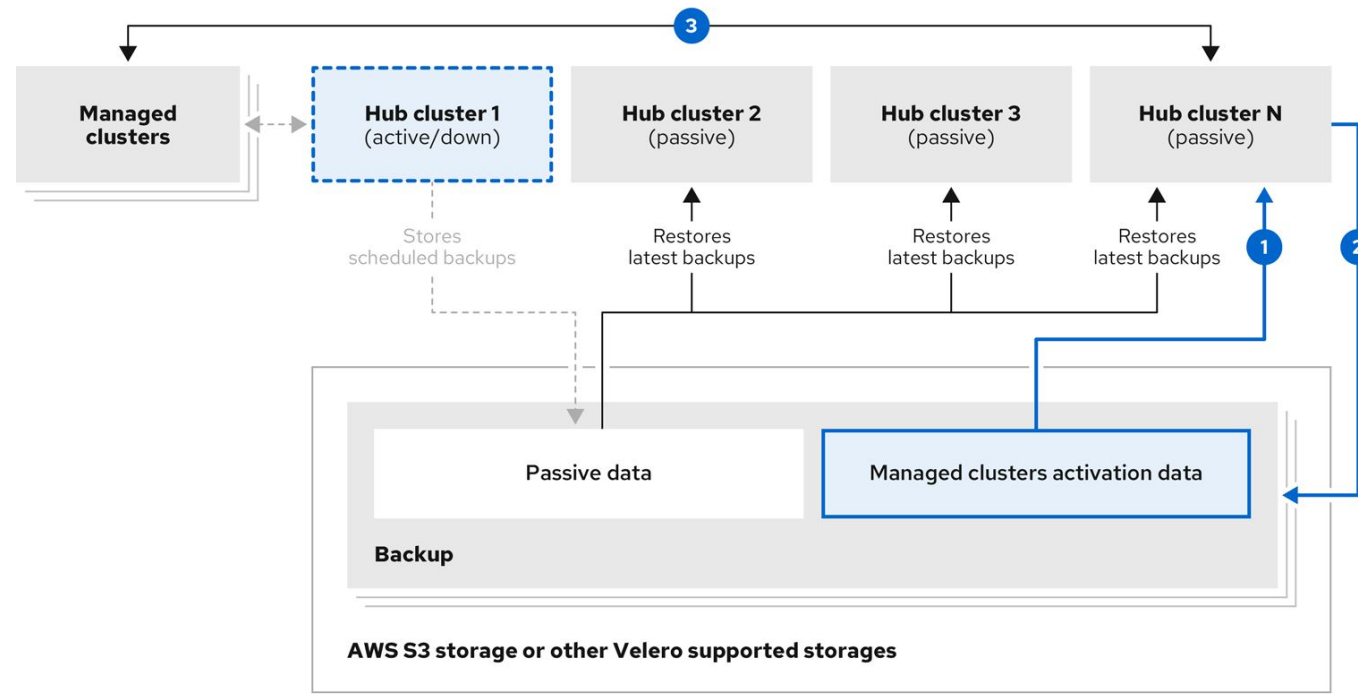 3
Managed
clusters
Hub cluster 1
(active/down)
Hub cluster 2
(passive)
Hub cluster 3
(passive)
Hub cluster N
(passive)
Stores
scheduled backups
Restores
latest backups
Restores
latest backups
Restores
latest backups
1
2
Passive data
Managed clusters activation data
Backup
AWS S3 storage or other Velero supported storages